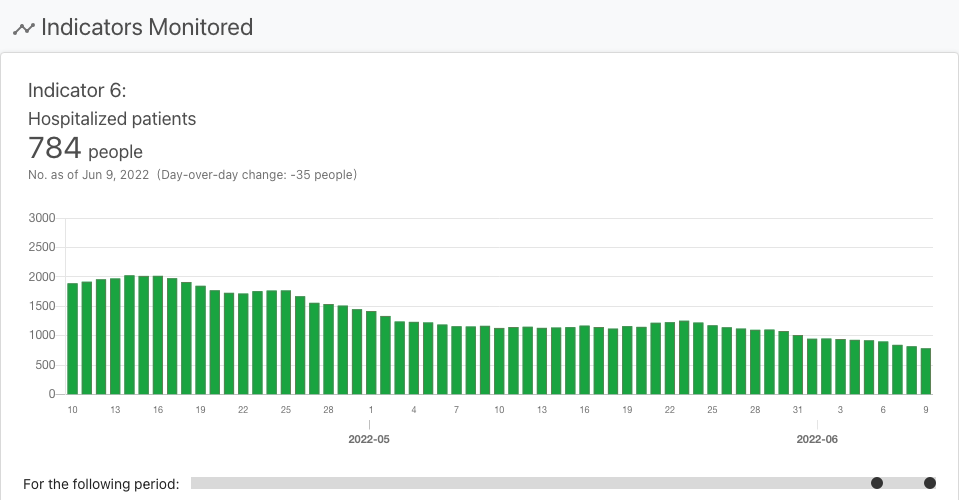 Indicators Monitored
Indicator 6:
Hospitalized patients
784 people
No. as of Jun 9, 2022 (Day-over-day change: -35 people)
3000
2500
2000
1500
1000
500
0
10 13 16 19 22 25 28 1 4 7 10 13 16 19 22 25 28 31 3 6 9
2022-05 2022-06
For the following period: